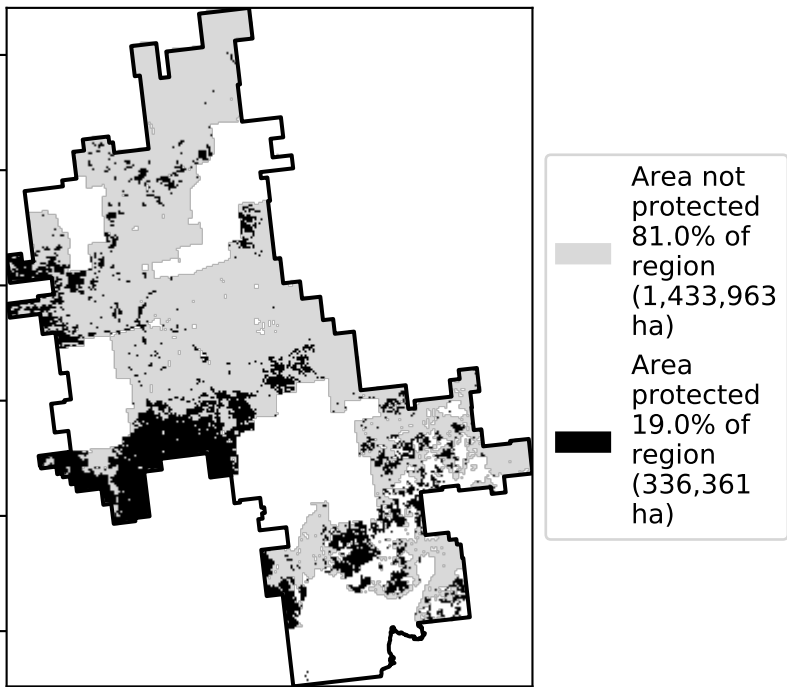 Area not
protected
81.0% of
region
(1,433,963
ha)
Area
protected
19.0% of
region
(336,361
ha)